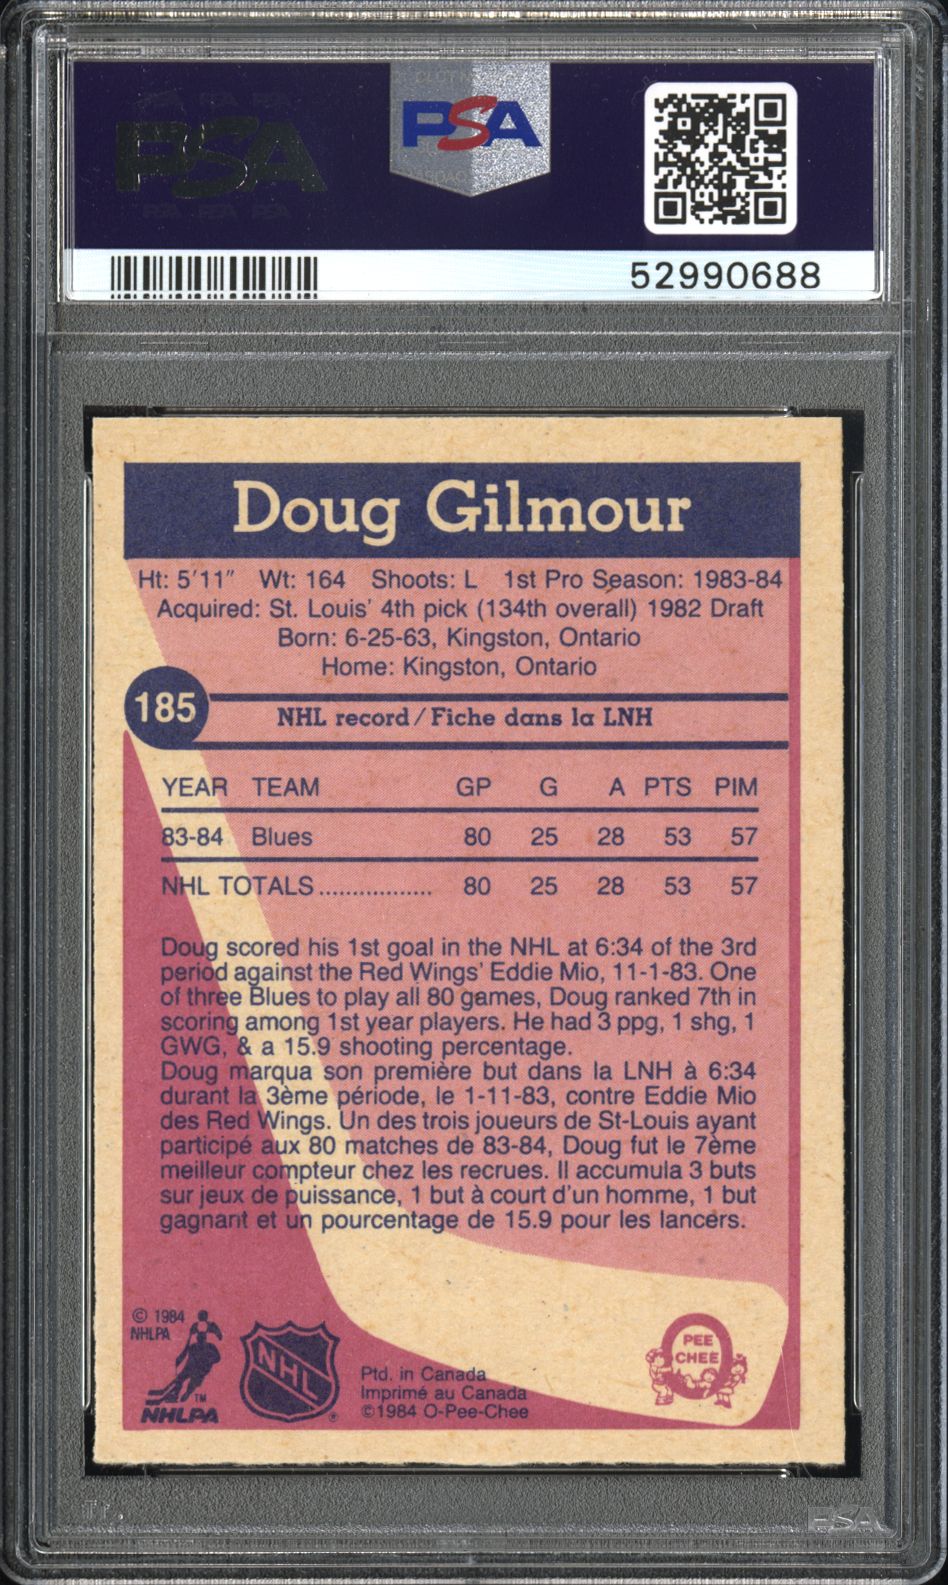 PSA
PSA
52990688
Doug Gilmour
Ht: 5'11" Wt: 164 Shoots: L 1st Pro Season: 1983-84
Acquired: St. Louis' 4th pick (134th overall) 1982 Draft
Born: 6-25-63, Kingston, Ontario
Home: Kingston, Ontario
185
NHL record/Fiche dans la LNH
YEAR TEAM GP G A PTS PIM
83-84 Blues 80 25 28 53 57
NHL TOTALS................. 80 25 28 53 57
Doug scored his 1st goal in the NHL at 6:34 of the 3rd
period against the Red Wings' Eddie Mio, 11-1-83. One
of three Blues to play all 80 games, Doug ranked 7th in
scoring among 1st year players. He had 3 ppg, 1 shg, 1
GWG, & a 15.9 shooting percentage.
Doug marqua son première but dans la LNH à 6:34
durant la 3ème période, le 1-11-83, contre Eddie Mio
des Red Wings. Un des trois joueurs de St-Louis ayant
participé aux 80 matches de 83-84, Doug fut le 7ème
meilleur compteur chez les recrues. Il accumula 3 buts
sur jeux de puissance, 1 but à court d'un homme, 1 but
gagnant et un pourcentage de 15.9 pour les lancers.
© 1984
NHLPA
TM
NHLPA
NHL
®
Ptd. in Canada
Imprimé au Canada
©1984 O-Pee-Chee
PEE
CHEE
PSA